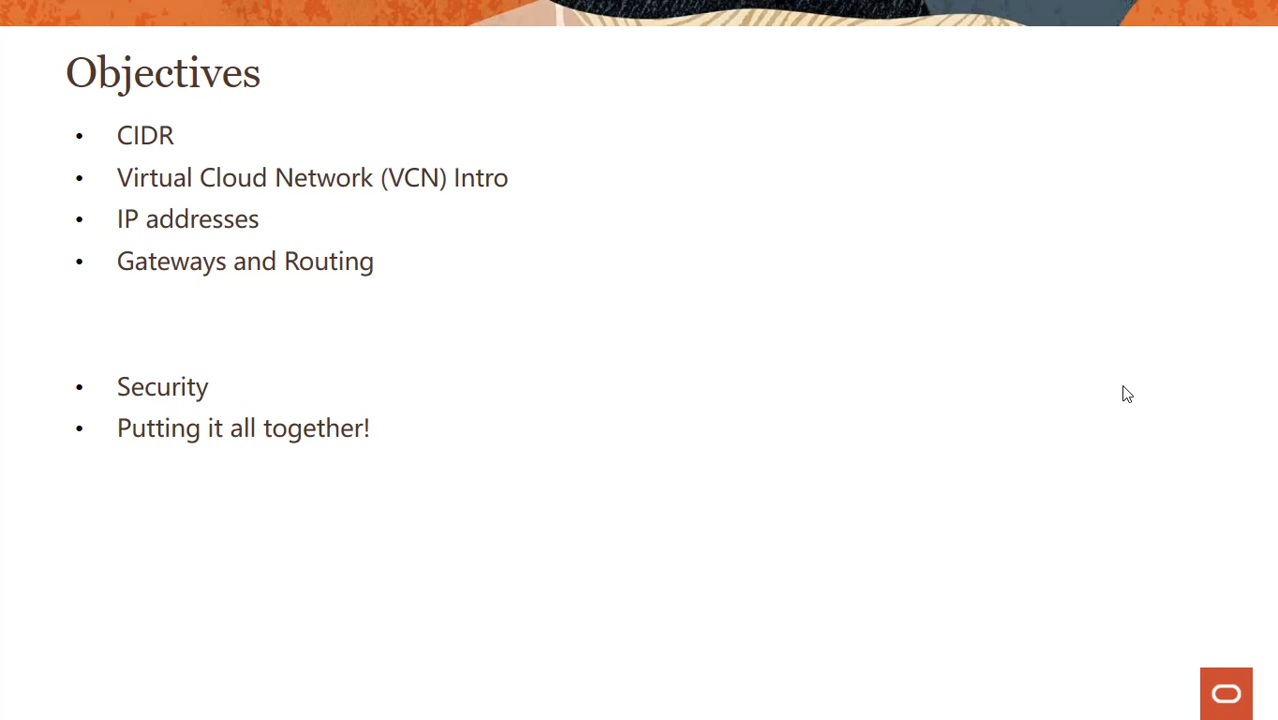 Objectives
• CIDR
• Virtual Cloud Network (VCN) Intro
• IP addresses
• Gateways and Routing
• Security
• Putting it all together!